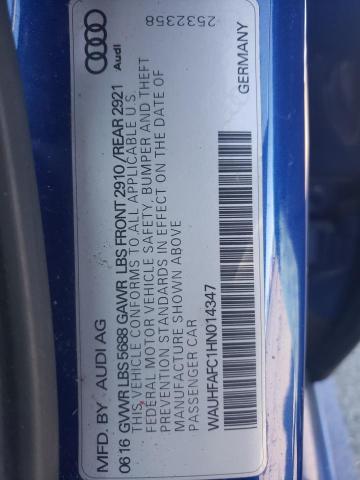 MFD. BY AUDI AG
Audi
06 16 GVWR LBS 5688 GAWR LBS FRONT 2910 / REAR 2921
THIS VEHICLE CONFORMS TO ALL APPLICABLE U.S.
FEDERAL MOTOR VEHICLE SAFETY, BUMPER AND THEFT
PREVENTION STANDARDS IN EFFECT ON THE DATE OF
MANUFACTURE SHOWN ABOVE
PASSENGER CAR
WAUHFAFC1HN014347
GERMANY
2532358